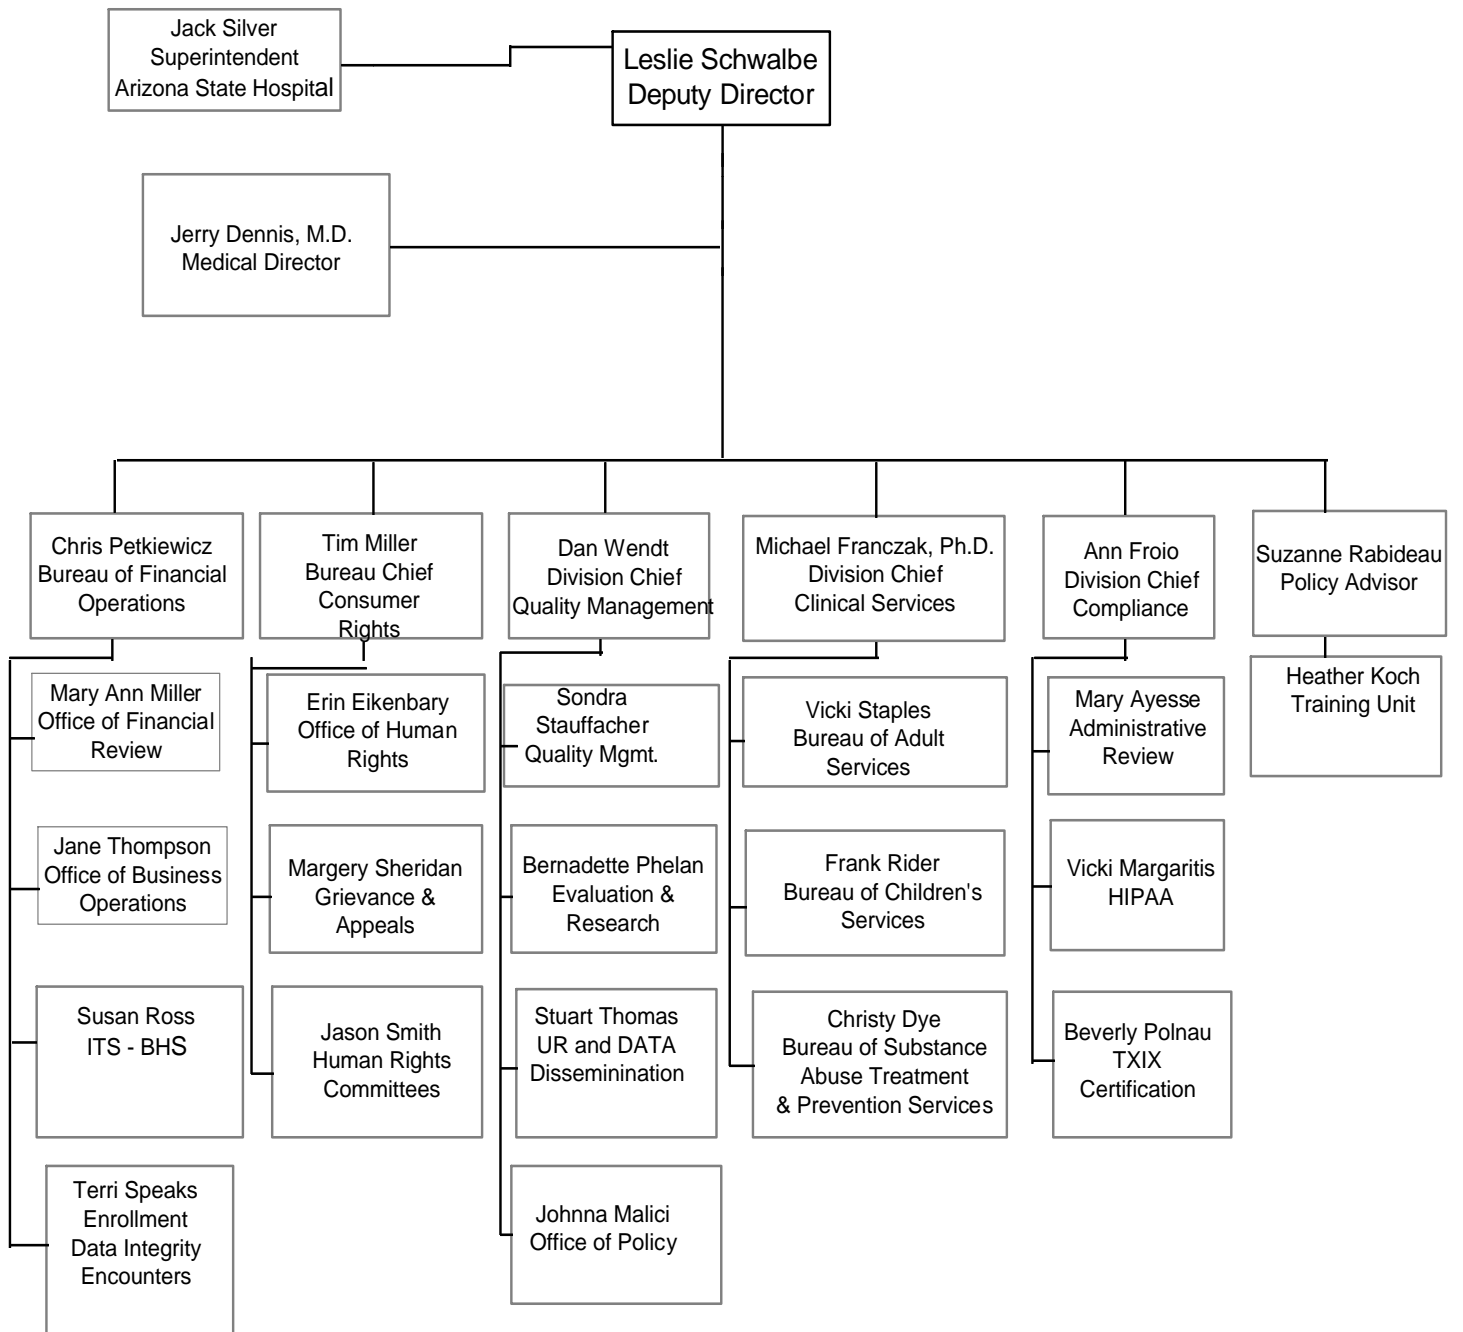 Jack Silver
Superintendent
Arizona State Hospital
Leslie Schwalbe
Deputy Director
Jerry Dennis, M.D.
Medical Director
Chris Petkiewicz
Bureau of Financial
Operations
Tim Miller
Bureau Chief
Consumer
Rights
Dan Wendt
Division Chief
Quality Management
Michael Franczak, Ph.D.
Division Chief
Clinical Services
Ann Froio
Division Chief
Compliance
Suzanne Rabideau
Policy Advisor
Mary Ann Miller
Office of Financial
Review
Erin Eikenbary
Office of Human
Rights
Sondra
Stauffacher
Quality Mgmt.
Vicki Staples
Bureau of Adult
Services
Mary Ayesse
Administrative
Review
Heather Koch
Training Unit
Jane Thompson
Office of Business
Operations
Margery Sheridan
Grievance &
Appeals
Bernadette Phelan
Evaluation &
Research
Frank Rider
Bureau of Children's
Services
Vicki Margaritis
HIPAA
Susan Ross
ITS - BHS
Jason Smith
Human Rights
Committees
Stuart Thomas
UR and DATA
Disseminination
Christy Dye
Bureau of Substance
Abuse Treatment
& Prevention Services
Beverly Polnau
TXIX
Certification
Terri Speaks
Enrollment
Data Integrity
Encounters
Johnna Malici
Office of Policy